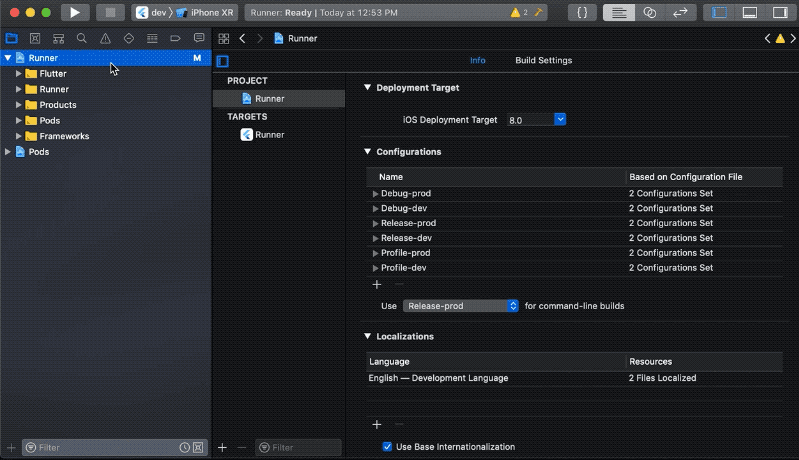 dev
iPhone XR
Runner: Ready | Today at 12:53 PM
2
{}
Runner
M
Flutter
Runner
Products
Pods
Frameworks
Pods
Filter
Runner
PROJECT
Runner
TARGETS
Runner
Filter
Info
Build Settings
Deployment Target
iOS Deployment Target
8.0
Configurations
Name
Based on Configuration File
Debug-prod
2 Configurations Set
Debug-dev
2 Configurations Set
Release-prod
2 Configurations Set
Release-dev
2 Configurations Set
Profile-prod
2 Configurations Set
Profile-dev
2 Configurations Set
Use
Release-prod
for command-line builds
Localizations
Language
Resources
English — Development Language
2 Files Localized
Use Base Internationalization